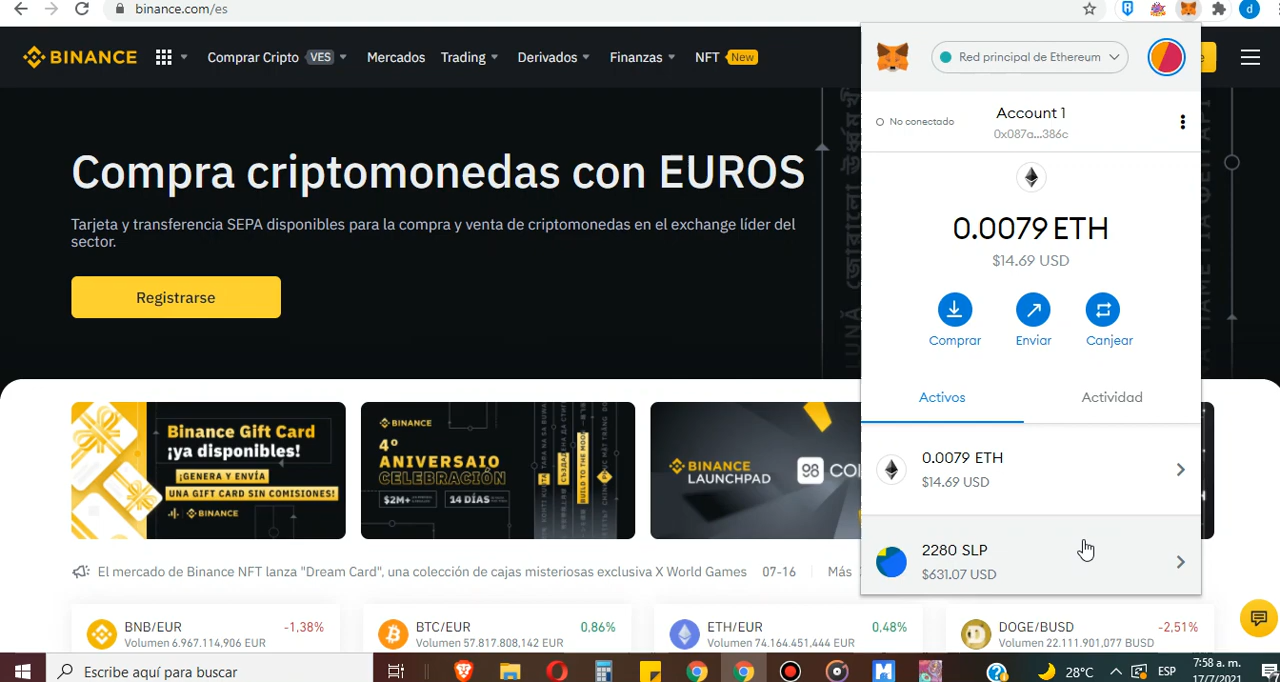 binance.com/es
d
BINANCE
Comprar Cripto VES
Mercados
Trading
Derivados
Finanzas
NFT New
Compra criptomonedas con EUROS
Tarjeta y transferencia SEPA disponibles para la compra y venta de criptomonedas en el exchange líder del
sector.
Registrarse
Red principal de Ethereum
No conectado
Account 1
0x087a...386c
0.0079 ETH
$14.69 USD
Comprar
Enviar
Canjear
Activos
Actividad
0.0079 ETH
$14.69 USD
2280 SLP
$631.07 USD
Binance Gift Card
¡ya disponibles!
¡GENERA Y ENVÍA
UNA GIFT CARD SIN COMISIONES!
BINANCE
BINANCE
4º
ANIVERSAIO
CELEBRACIÓN
$2M+
14 DÍAS
BINANCE
LAUNCHPAD
El mercado de Binance NFT lanza "Dream Card", una colección de cajas misteriosas exclusiva X World Games
07-16
Más
BNB/EUR
-1,38%
Volumen 6.967.114,906 EUR
BTC/EUR
0,86%
Volumen 57.817.808,142 EUR
ETH/EUR
0,48%
Volumen 74.164.451,444 EUR
DOGE/BUSD
-2,51%
Volumen 22.111.901,077 BUSD
Escribe aquí para buscar
28°C
ESP
7:58 a. m.
17/7/2021